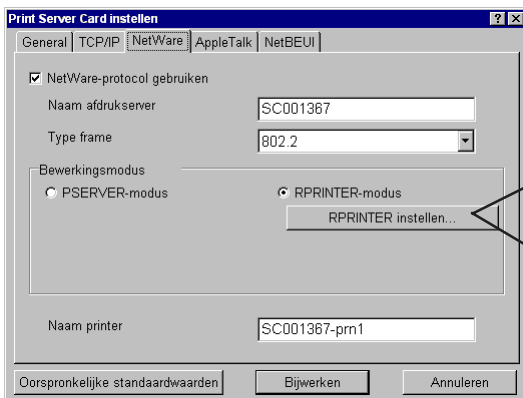 Print Server Card instellen
General TCP/IP NetWare AppleTalk NetBEUI
NetWare-protocol gebruiken
Naam afdrukserver SC001367
Type frame 802.2
Bewerkingsmodus
PSERVER-modus RPRINTER-modus
RPRINTER instellen...
Naam printer SC001367-prn1
Oorspronkelijke standaardwaarden Bijwerken Annuleren